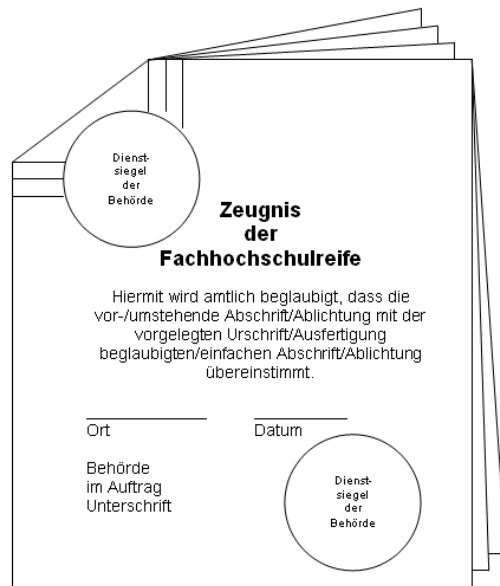 Dienst-
siegel
der
Behörde
Zeugnis
der
Fachhochschulreife
Hiermit wird amtlich beglaubigt, dass die
vor-/umstehende Abschrift/Ablichtung mit der
vorgelegten Urschrift/Ausfertigung
beglaubigten/einfachen Abschrift/Ablichtung
übereinstimmt.
Ort Datum
Behörde
im Auftrag
Unterschrift
Dienst-
siegel
der
Behörde